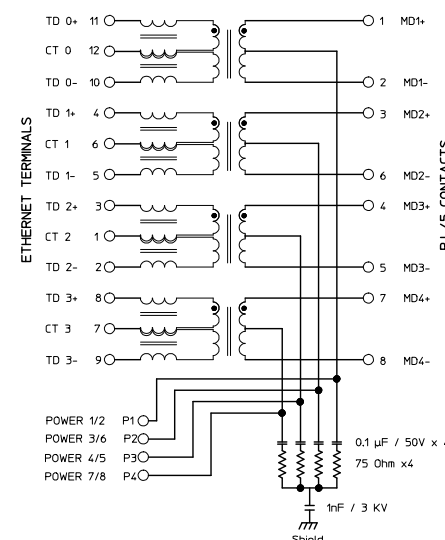 TD 0+ 11 1 MD1+
CT 0 12
TD 0- 10 2 MD1-
TD 1+ 4 3 MD2+
CT 1 6
TD 1- 5 6 MD2-
TD 2+ 3 4 MD3+
CT 2 1
TD 2- 2 5 MD3-
TD 3+ 8 7 MD4+
CT 3 7
TD 3- 9 8 MD4-
ETHERNET TERMINALS
CONTACTS
POWER 1/2 P1
POWER 3/6 P2
POWER 4/5 P3
POWER 7/8 P4
0.1 µF / 50V x
75 Ohm x4
1nF / 3 KV
Shield